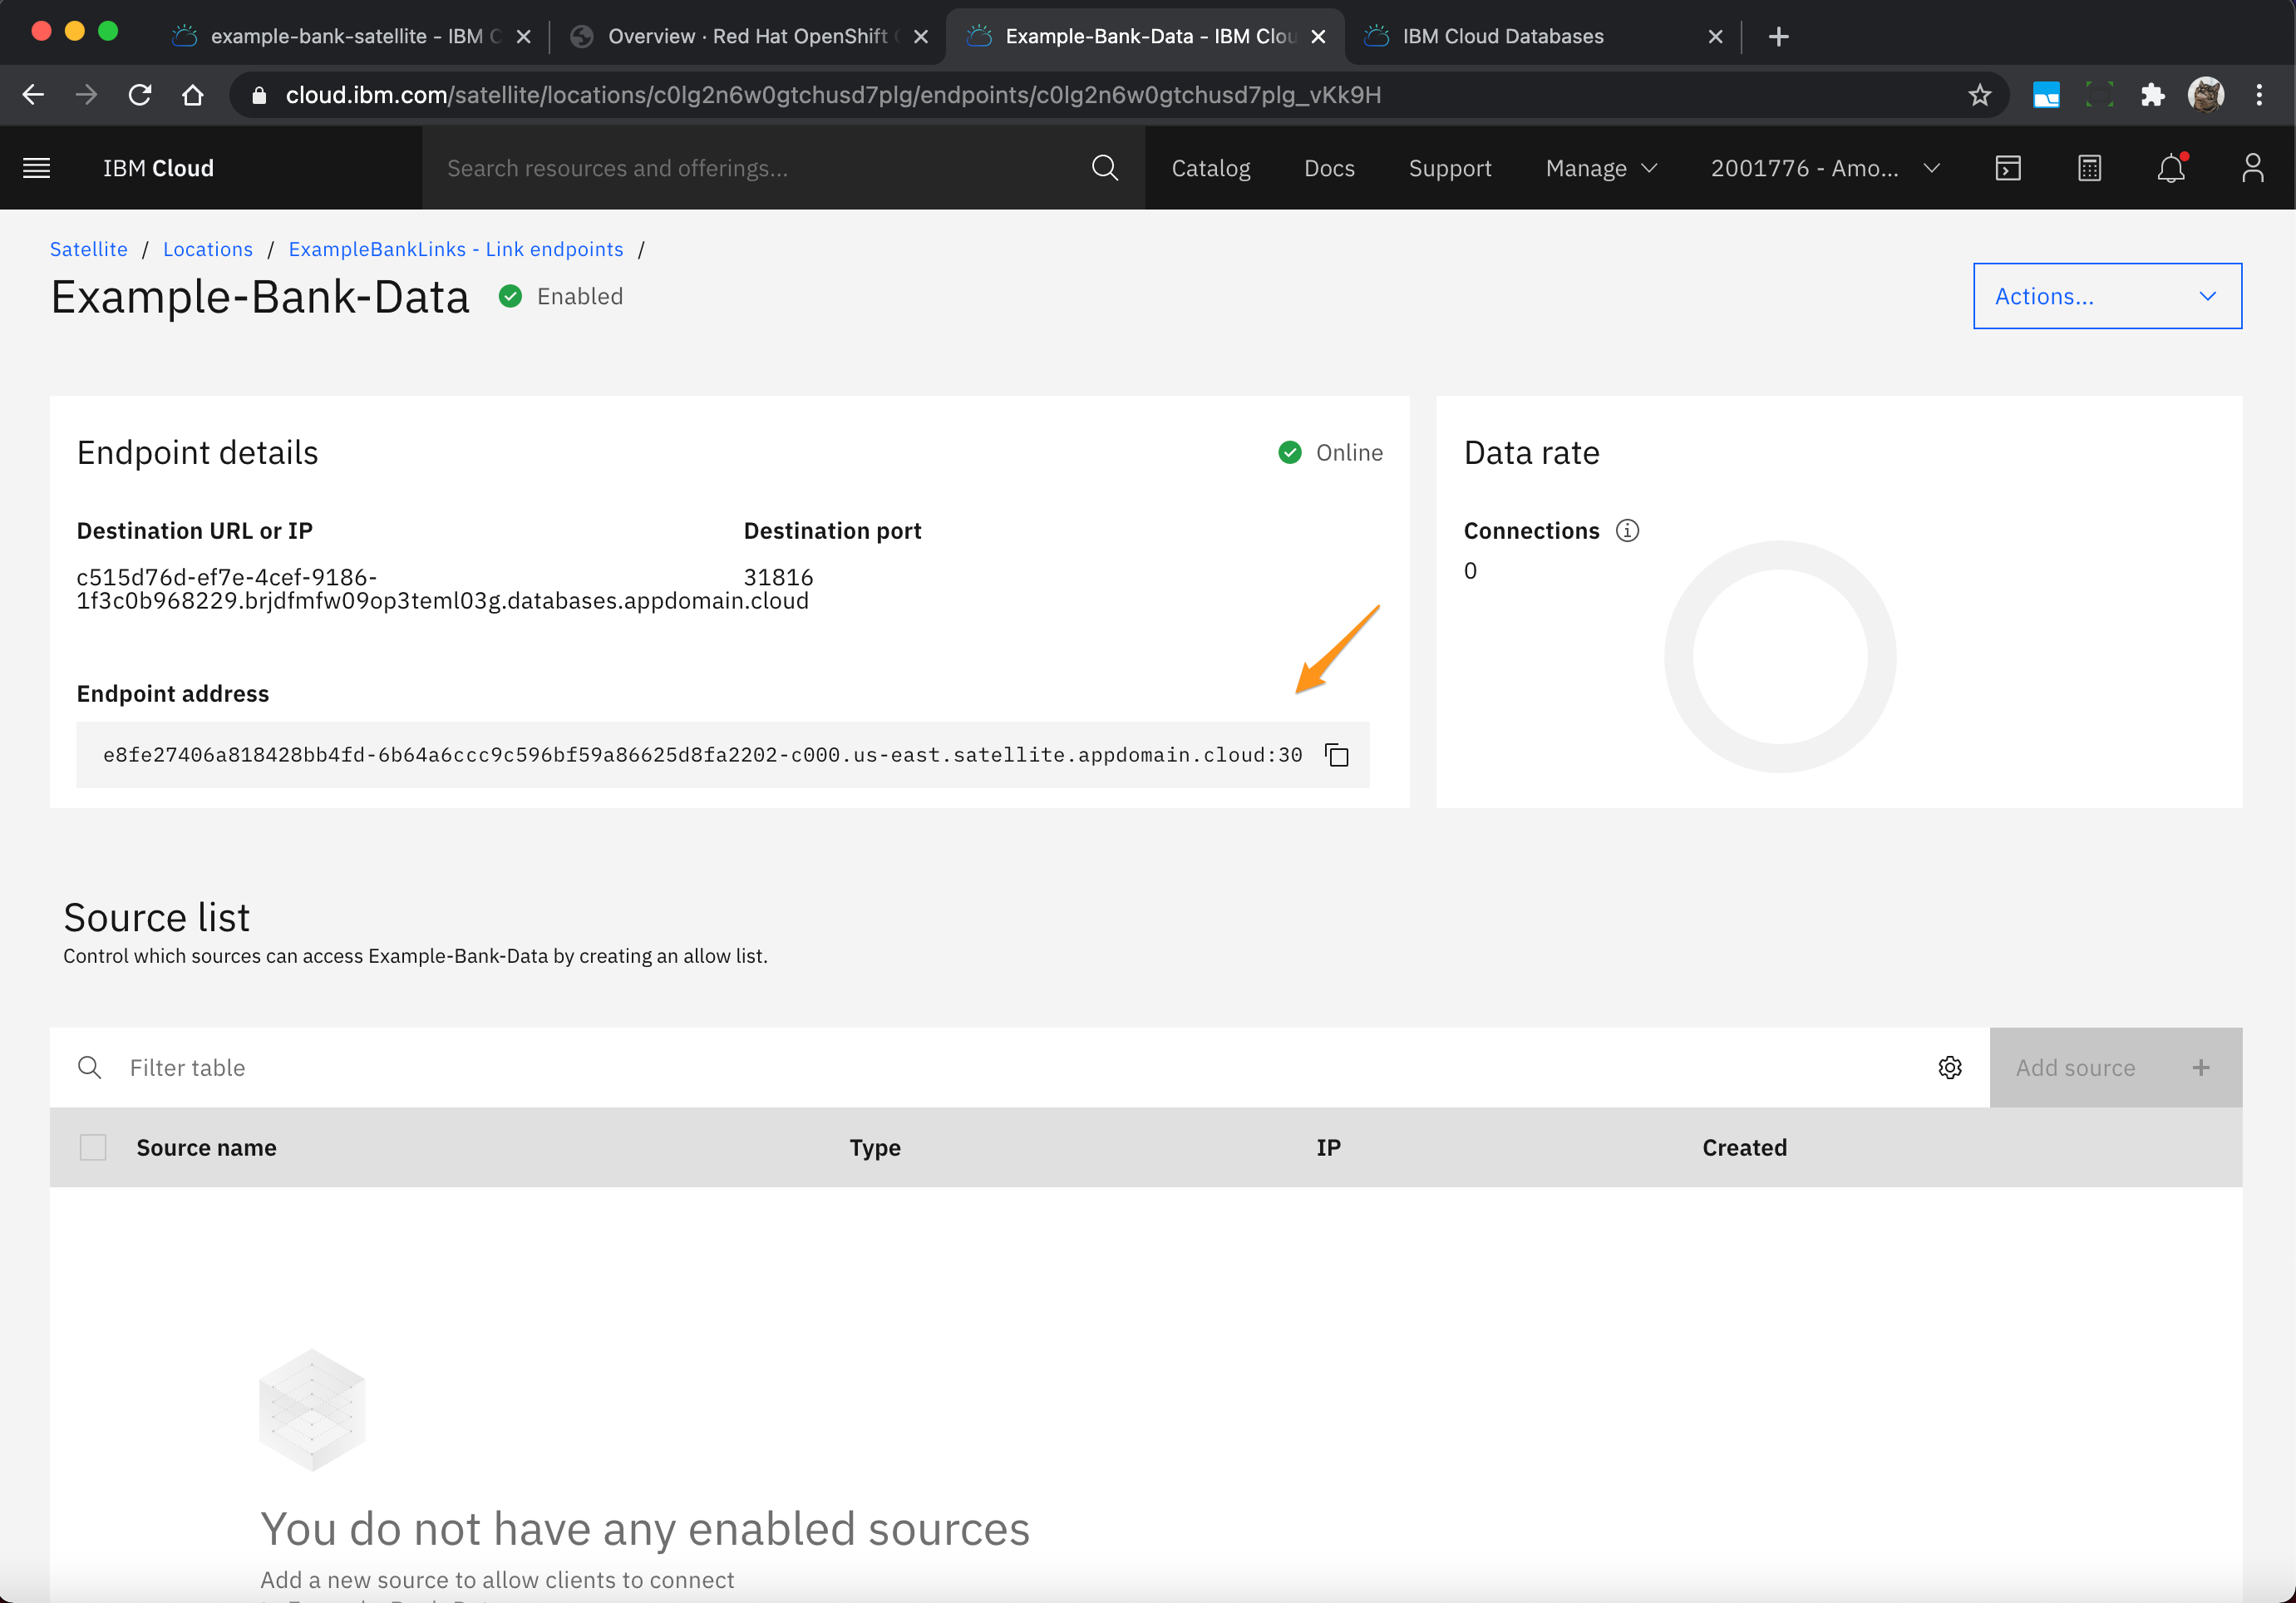 example-bank-satellite - IBM C
Overview · Red Hat OpenShift
Example-Bank-Data - IBM Clou
IBM Cloud Databases
cloud.ibm.com/satellite/locations/c0lg2n6w0gtchusd7plg/endpoints/c0lg2n6w0gtchusd7plg_vKk9H
IBM Cloud
Search resources and offerings...
Catalog
Docs
Support
Manage
2001776 - Amo...
Satellite / Locations / ExampleBankLinks - Link endpoints /
Example-Bank-Data
Enabled
Actions...
Endpoint details
Online
Destination URL or IP
Destination port
c515d76d-ef7e-4cef-9186-
1f3c0b968229.brjdfmfw09op3teml03g.databases.appdomain.cloud
31816
Endpoint address
e8fe27406a818428bb4fd-6b64a6ccc9c596bf59a86625d8fa2202-c000.us-east.satellite.appdomain.cloud:30
Data rate
Connections
0
Source list
Control which sources can access Example-Bank-Data by creating an allow list.
Filter table
Add source +
Source name
Type
IP
Created
You do not have any enabled sources
Add a new source to allow clients to connect